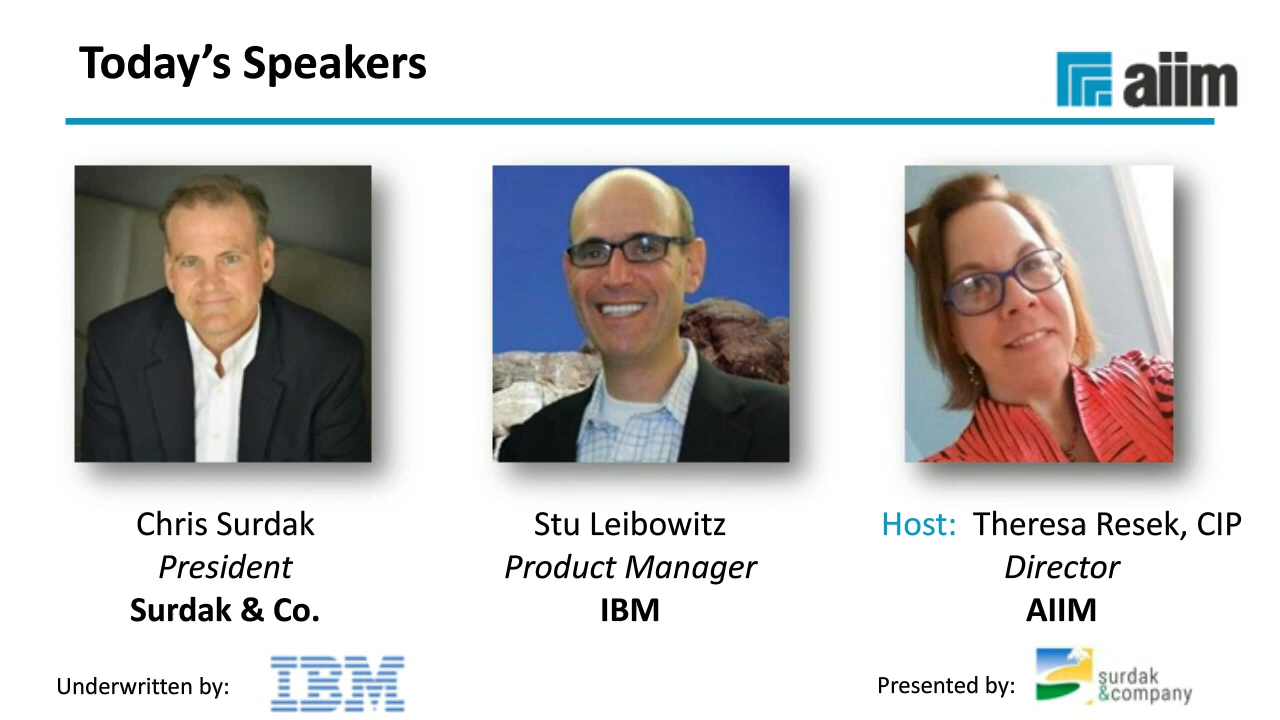 Today’s Speakers
aiim
Chris Surdak
President
Surdak & Co.
Stu Leibowitz
Product Manager
IBM
Host: Theresa Resek, CIP
Director
AIIM
Underwritten by:
IBM
Presented by:
surdak
&company